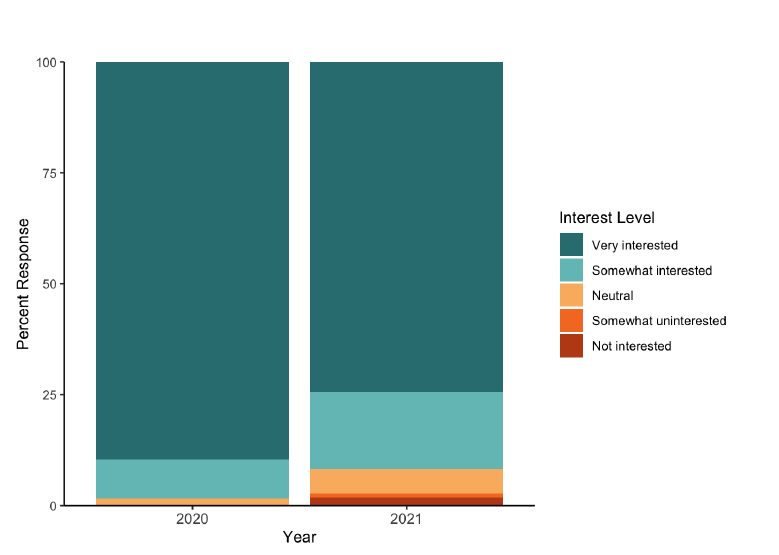 100
75
50
25
0
Percent Response
2020
2021
Year
Interest Level
Very interested
Somewhat interested
Neutral
Somewhat uninterested
Not interested